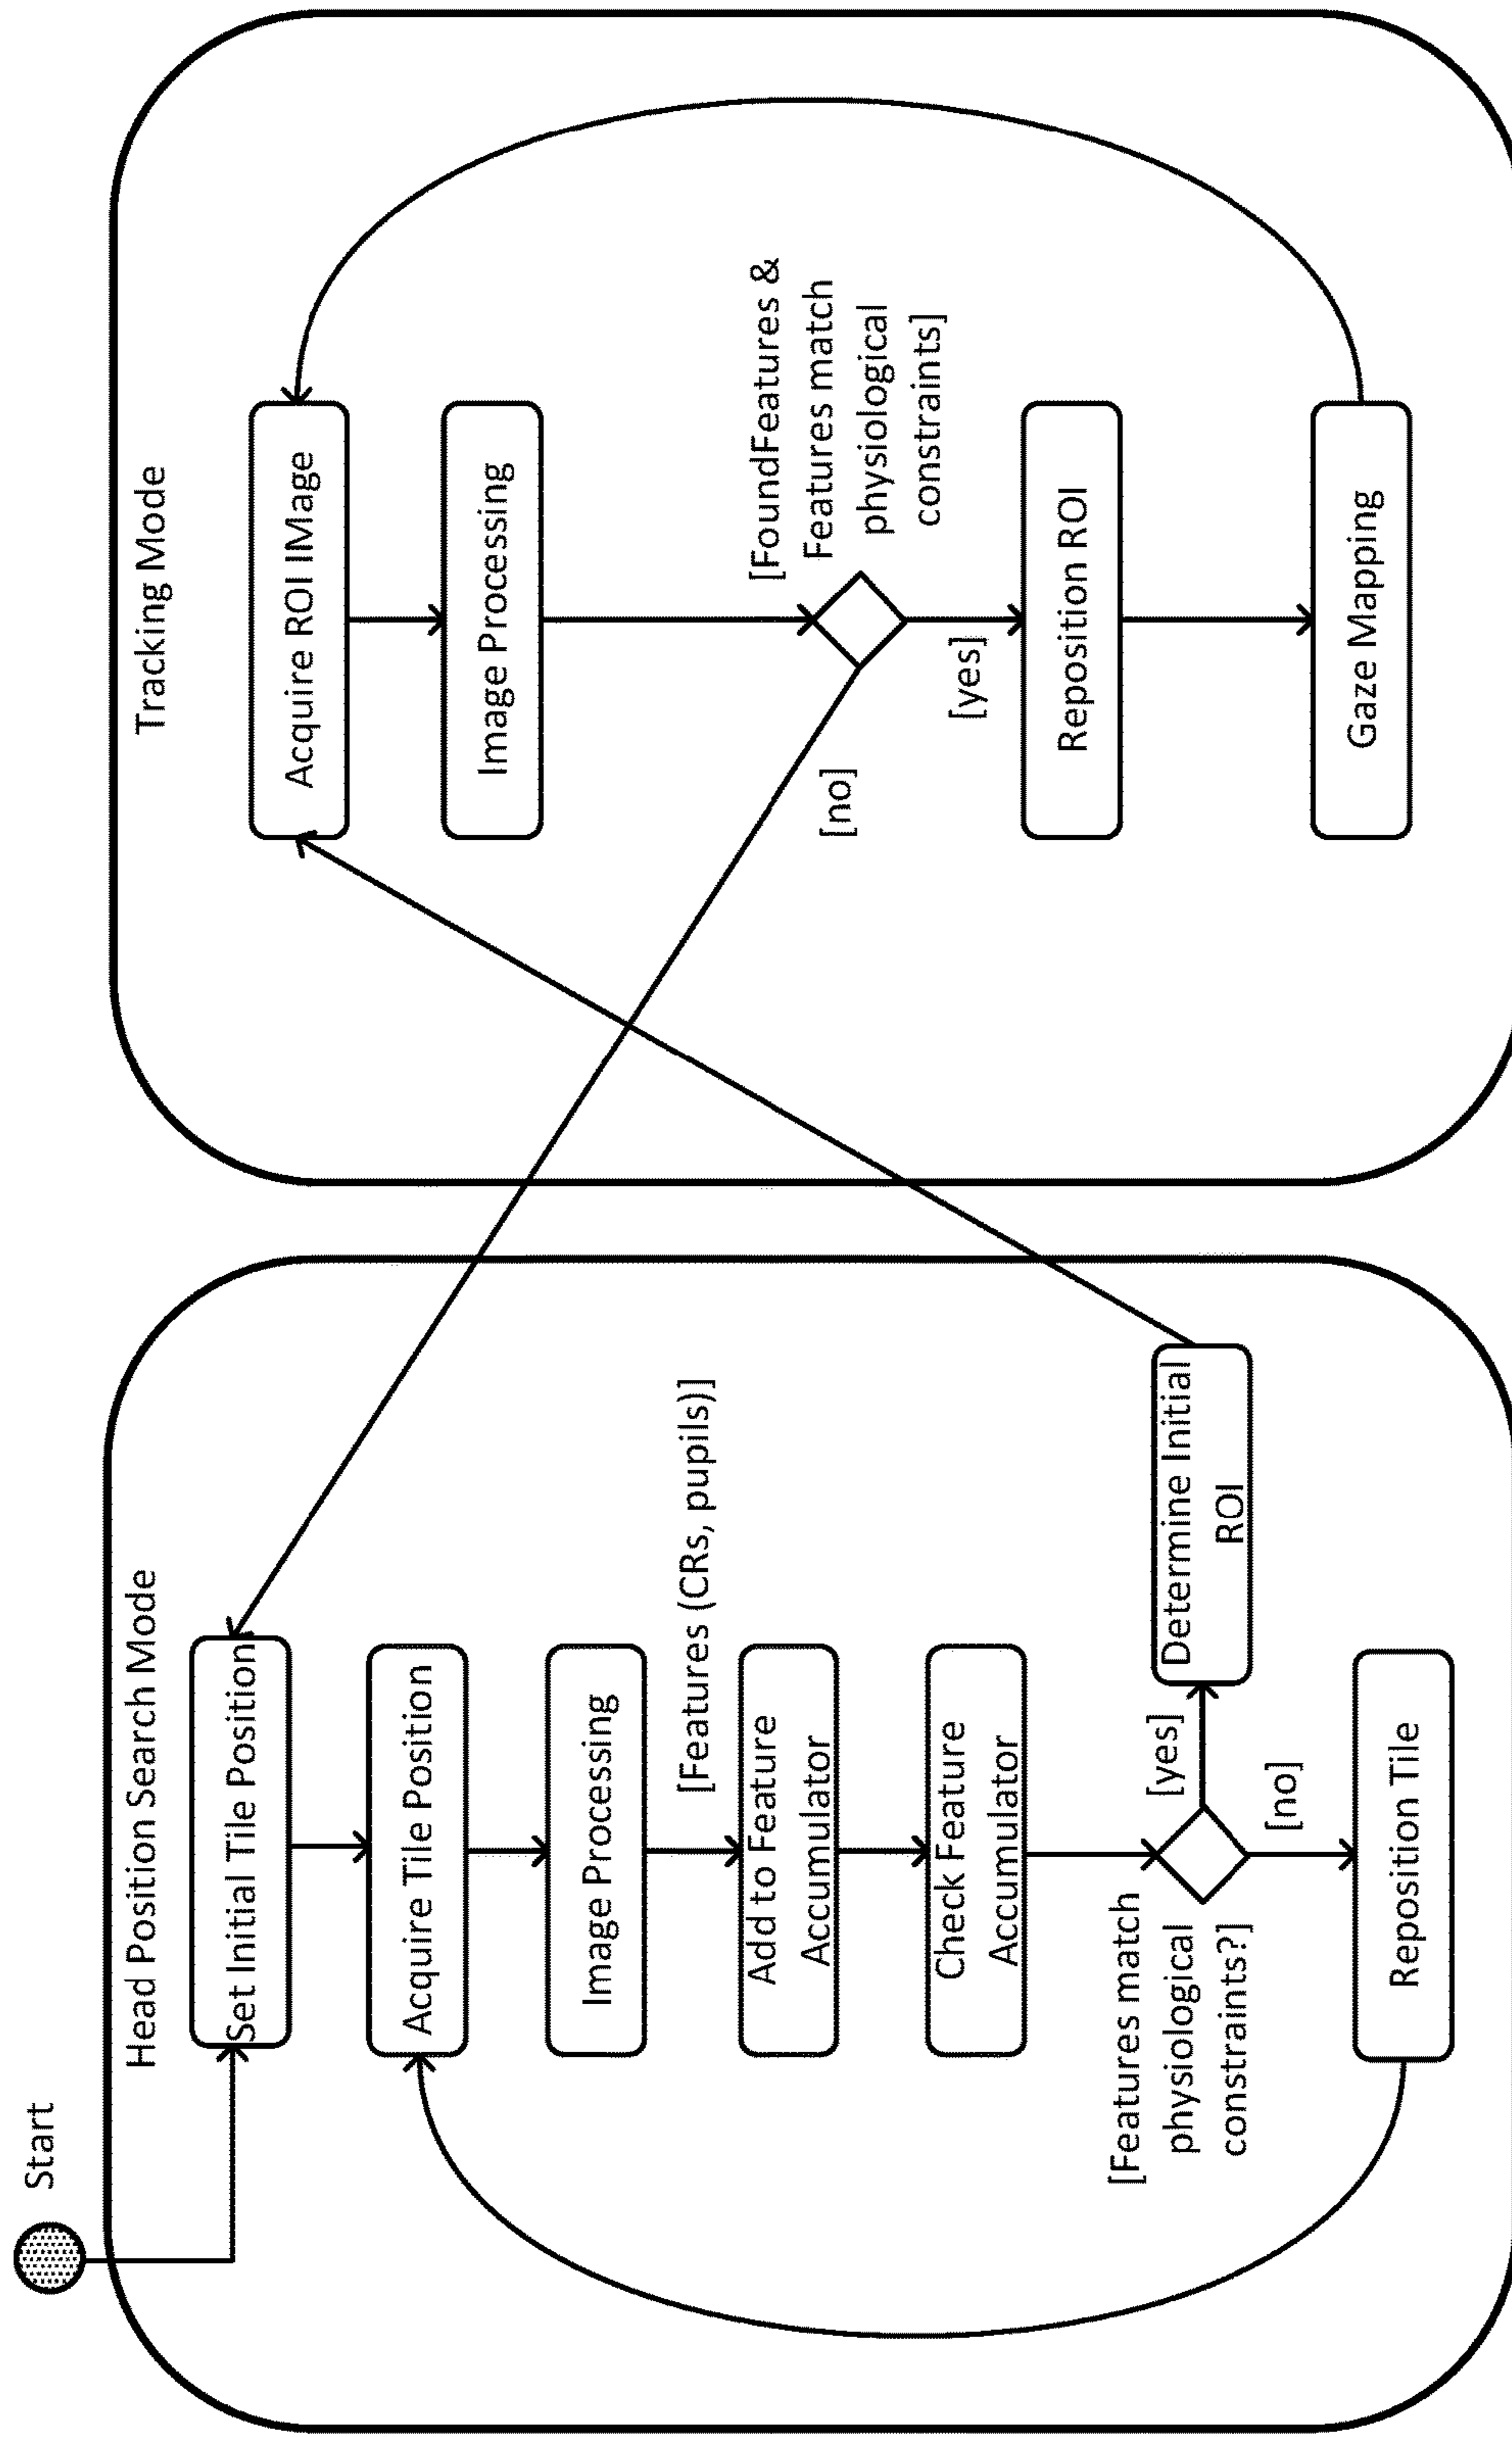 Start
Head Position Search Mode
Set Initial Tile Position
Acquire Tile Position
Image Processing
[Features (CRs, pupils)]
Add to Feature
Accumulator
Check Feature
Accumulator
[Features match
physiological
constraints?]
[yes]
Determine Initial
ROI
[no]
Reposition Tile
Tracking Mode
Acquire ROI IMage
Image Processing
[FoundFeatures &
Features match
physiological
constraints]
[no]
[yes]
Reposition ROI
Gaze Mapping